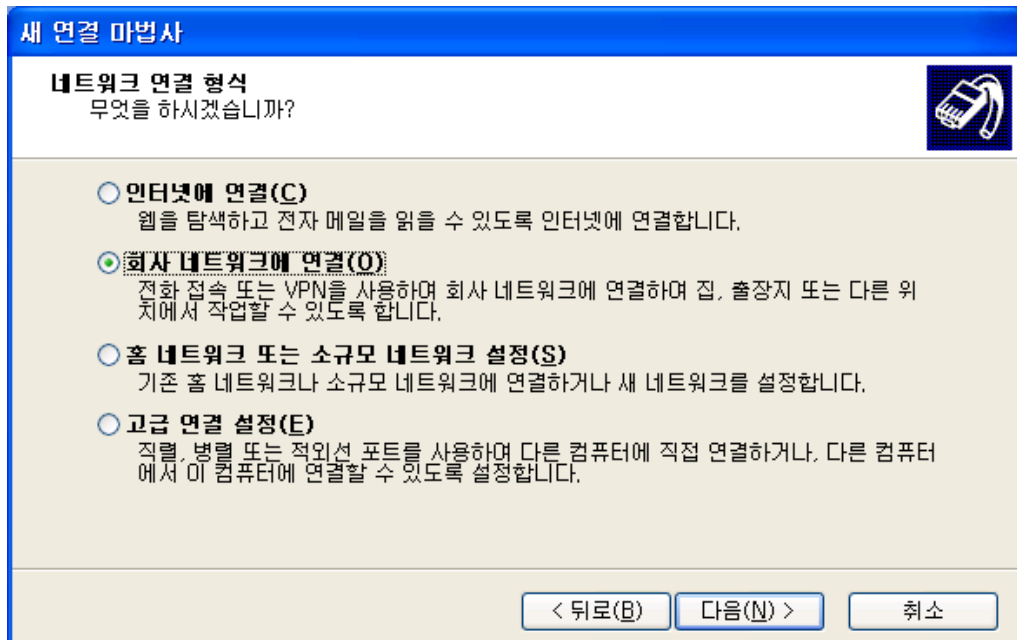 새 연결 마법사
네트워크 연결 형식
무엇을 하시겠습니까?
인터넷에 연결(C)
웹을 탐색하고 전자 메일을 읽을 수 있도록 인터넷에 연결합니다.
회사 네트워크에 연결(O)
전화 접속 또는 VPN을 사용하여 회사 네트워크에 연결하여 집, 출장지 또는 다른 위
치에서 작업할 수 있도록 합니다.
홈 네트워크 또는 소규모 네트워크 설정(S)
기존 홈 네트워크나 소규모 네트워크에 연결하거나 새 네트워크를 설정합니다.
고급 연결 설정(E)
직렬, 병렬 또는 적외선 포트를 사용하여 다른 컴퓨터에 직접 연결하거나, 다른 컴퓨터
에서 이 컴퓨터에 연결할 수 있도록 설정합니다.
< 뒤로(B) 다음(N) > 취소